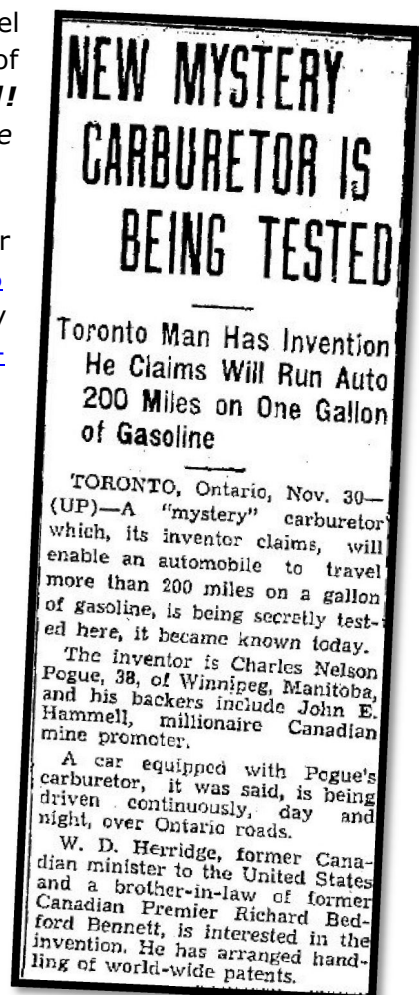 el
of
!!
e
r
y
-
NEW MYSTERY
CARBURETOR IS
BEING TESTED
Toronto Man Has Invention
He Claims Will Run Auto
200 Miles on One Gallon
of Gasoline
TORONTO, Ontario, Nov. 30—
(UP)—A "mystery" carburetor
which, its inventor claims, will
enable an automobile to travel
more than 200 miles on a gallon
of gasoline, is being secretly test-
ed here, it became known today.
The inventor is Charles Nelson
Pogue, 38, of Winnipeg, Manitoba,
and his backers include John E.
Hammell, millionaire Canadian
mine promoter.
A car equipped with Pogue's
carburetor, it was said, is being
driven continuously, day and
night, over Ontario roads.
W. D. Herridge, former Cana-
dian minister to the United States
and a brother-in-law of former
Canadian Premier Richard Bed-
ford Bennett, is interested in the
invention. He has arranged hand-
ling of world-wide patents.